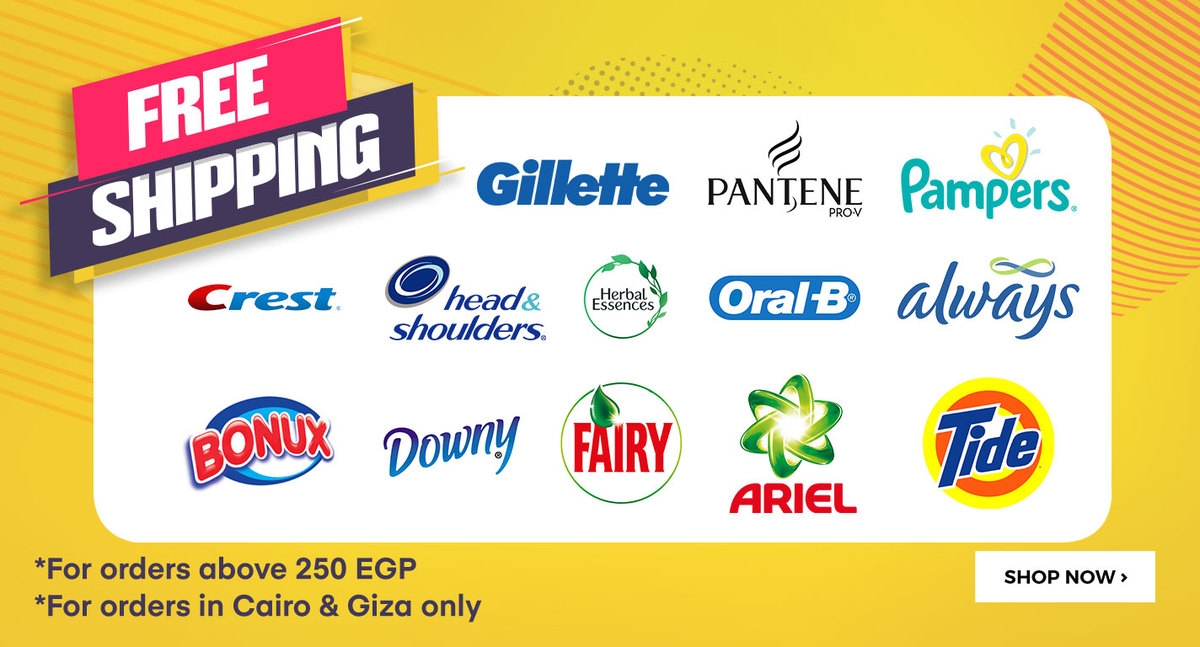 FREE
SHIPPING
Gillette
PANTENE
PRO-V
Pampers®
Crest®
head&
shoulders®
Herbal
Essences
Oral-B®
always
BONUX
Downy®
FAIRY
ARIEL
Tide®
*For orders above 250 EGP
*For orders in Cairo & Giza only
SHOP NOW ›